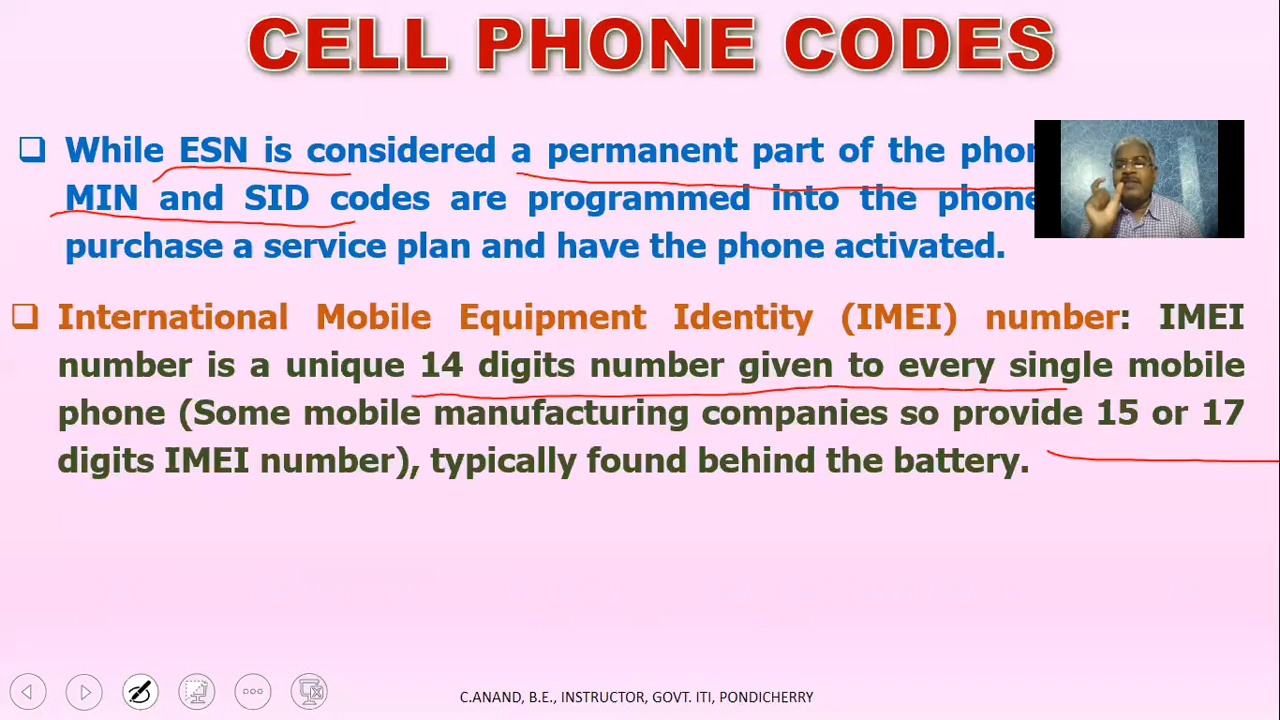 CELL PHONE CODES
While ESN is considered a permanent part of the
MIN and SID codes are programmed into the phone
purchase a service plan and have the phone activated.
International Mobile Equipment Identity (IMEI) number: IMEI
number is a unique 14 digits number given to every single mobile
phone (Some mobile manufacturing companies so provide 15 or 17
digits IMEI number), typically found behind the battery.
C.ANAND, B.E., INSTRUCTOR, GOVT. ITI, PONDICHERRY